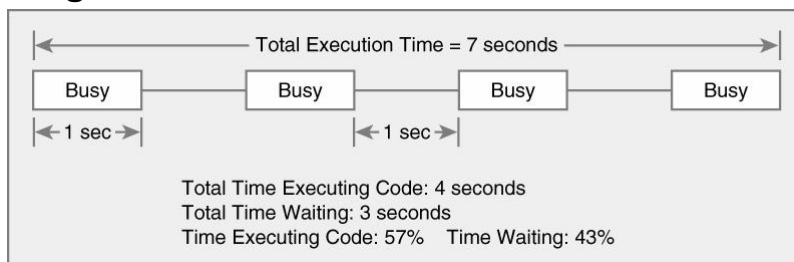 Total Execution Time = 7 seconds
Busy Busy Busy Busy
1 sec 1 sec
Total Time Executing Code: 4 seconds
Total Time Waiting: 3 seconds
Time Executing Code: 57% Time Waiting: 43%